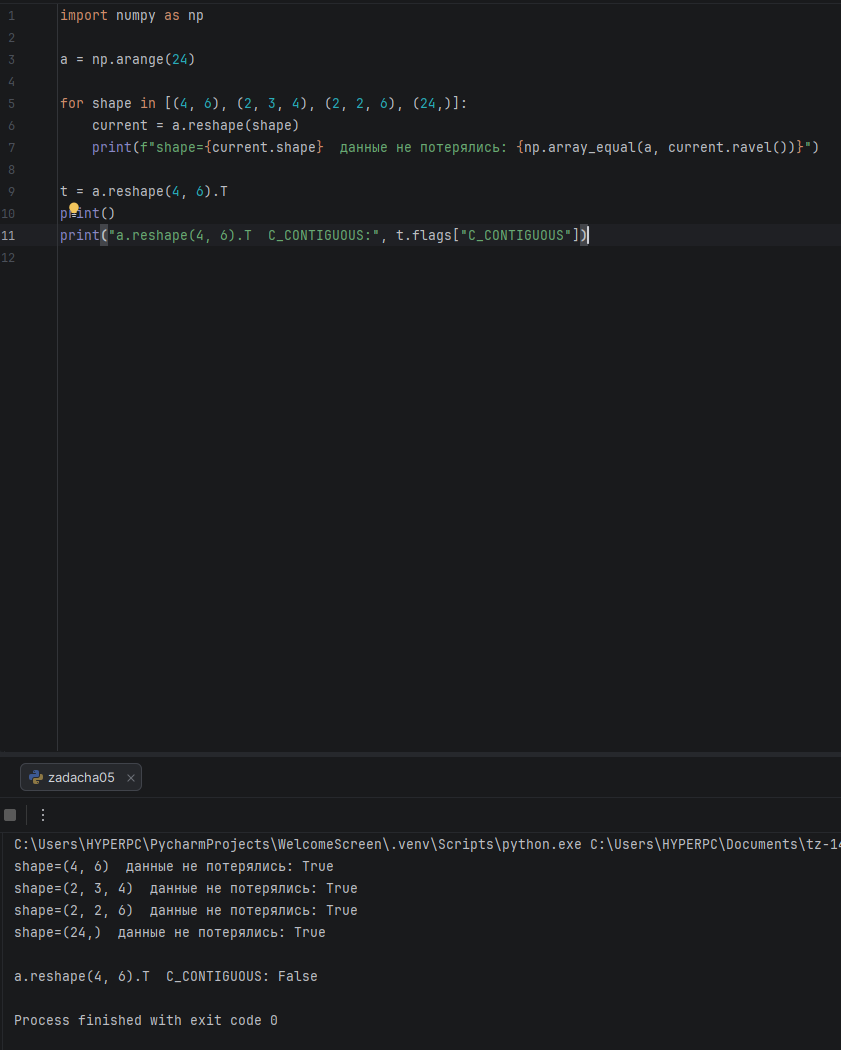 1 import numpy as np
2
3 a = np.arange(24)
4
5 for shape in [(4, 6), (2, 3, 4), (2, 2, 6), (24,)]:
6     current = a.reshape(shape)
7     print(f"shape={current.shape}  данные не потерялись: {np.array_equal(a, current.ravel())}")
8
9 t = a.reshape(4, 6).T
10 print()
11 print("a.reshape(4, 6).T  C_CONTIGUOUS:", t.flags["C_CONTIGUOUS"])
12
zadacha05
C:\Users\HYPERPC\PycharmProjects\WelcomeScreen\.venv\Scripts\python.exe C:\Users\HYPERPC\Documents\tz-14
shape=(4, 6)  данные не потерялись: True
shape=(2, 3, 4)  данные не потерялись: True
shape=(2, 2, 6)  данные не потерялись: True
shape=(24,)  данные не потерялись: True
a.reshape(4, 6).T  C_CONTIGUOUS: False
Process finished with exit code 0